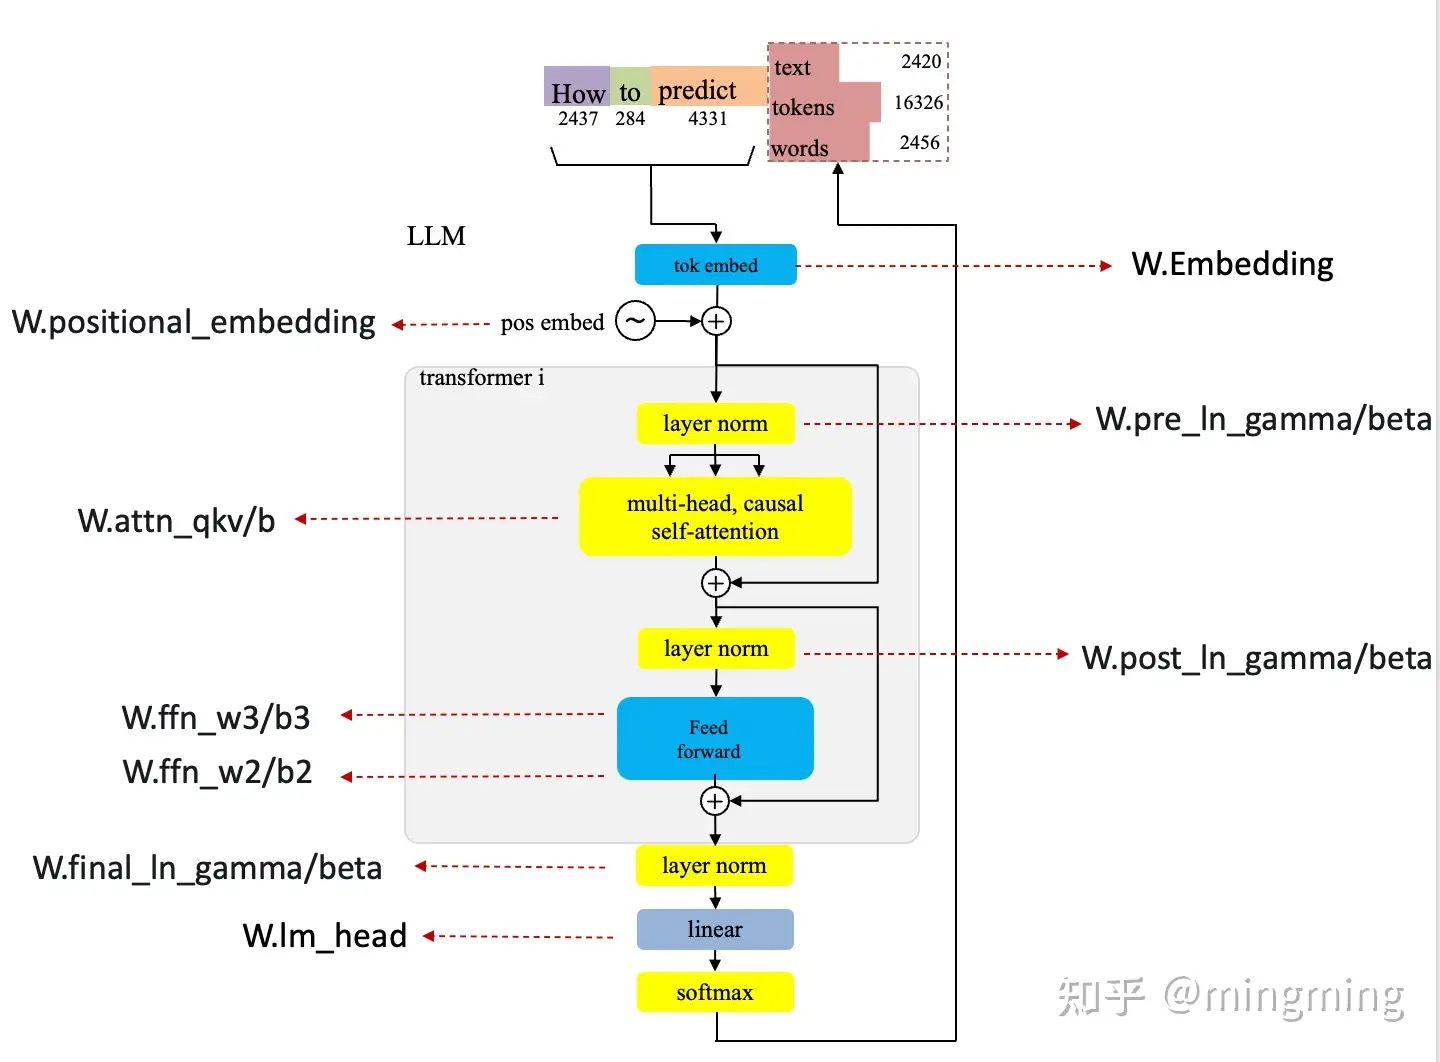 How to predict
2437 284 4331
text 2420
tokens 16326
words 2456
LLM
tok embed
W.Embedding
W.positional_embedding
pos embed
transformer i
layer norm
W.pre_ln_gamma/beta
multi-head, causal
self-attention
W.attn_qkv/b
layer norm
W.post_ln_gamma/beta
W.ffn_w3/b3
Feed
forward
W.ffn_w2/b2
W.final_ln_gamma/beta
layer norm
W.lm_head
linear
softmax
知乎 @mingming